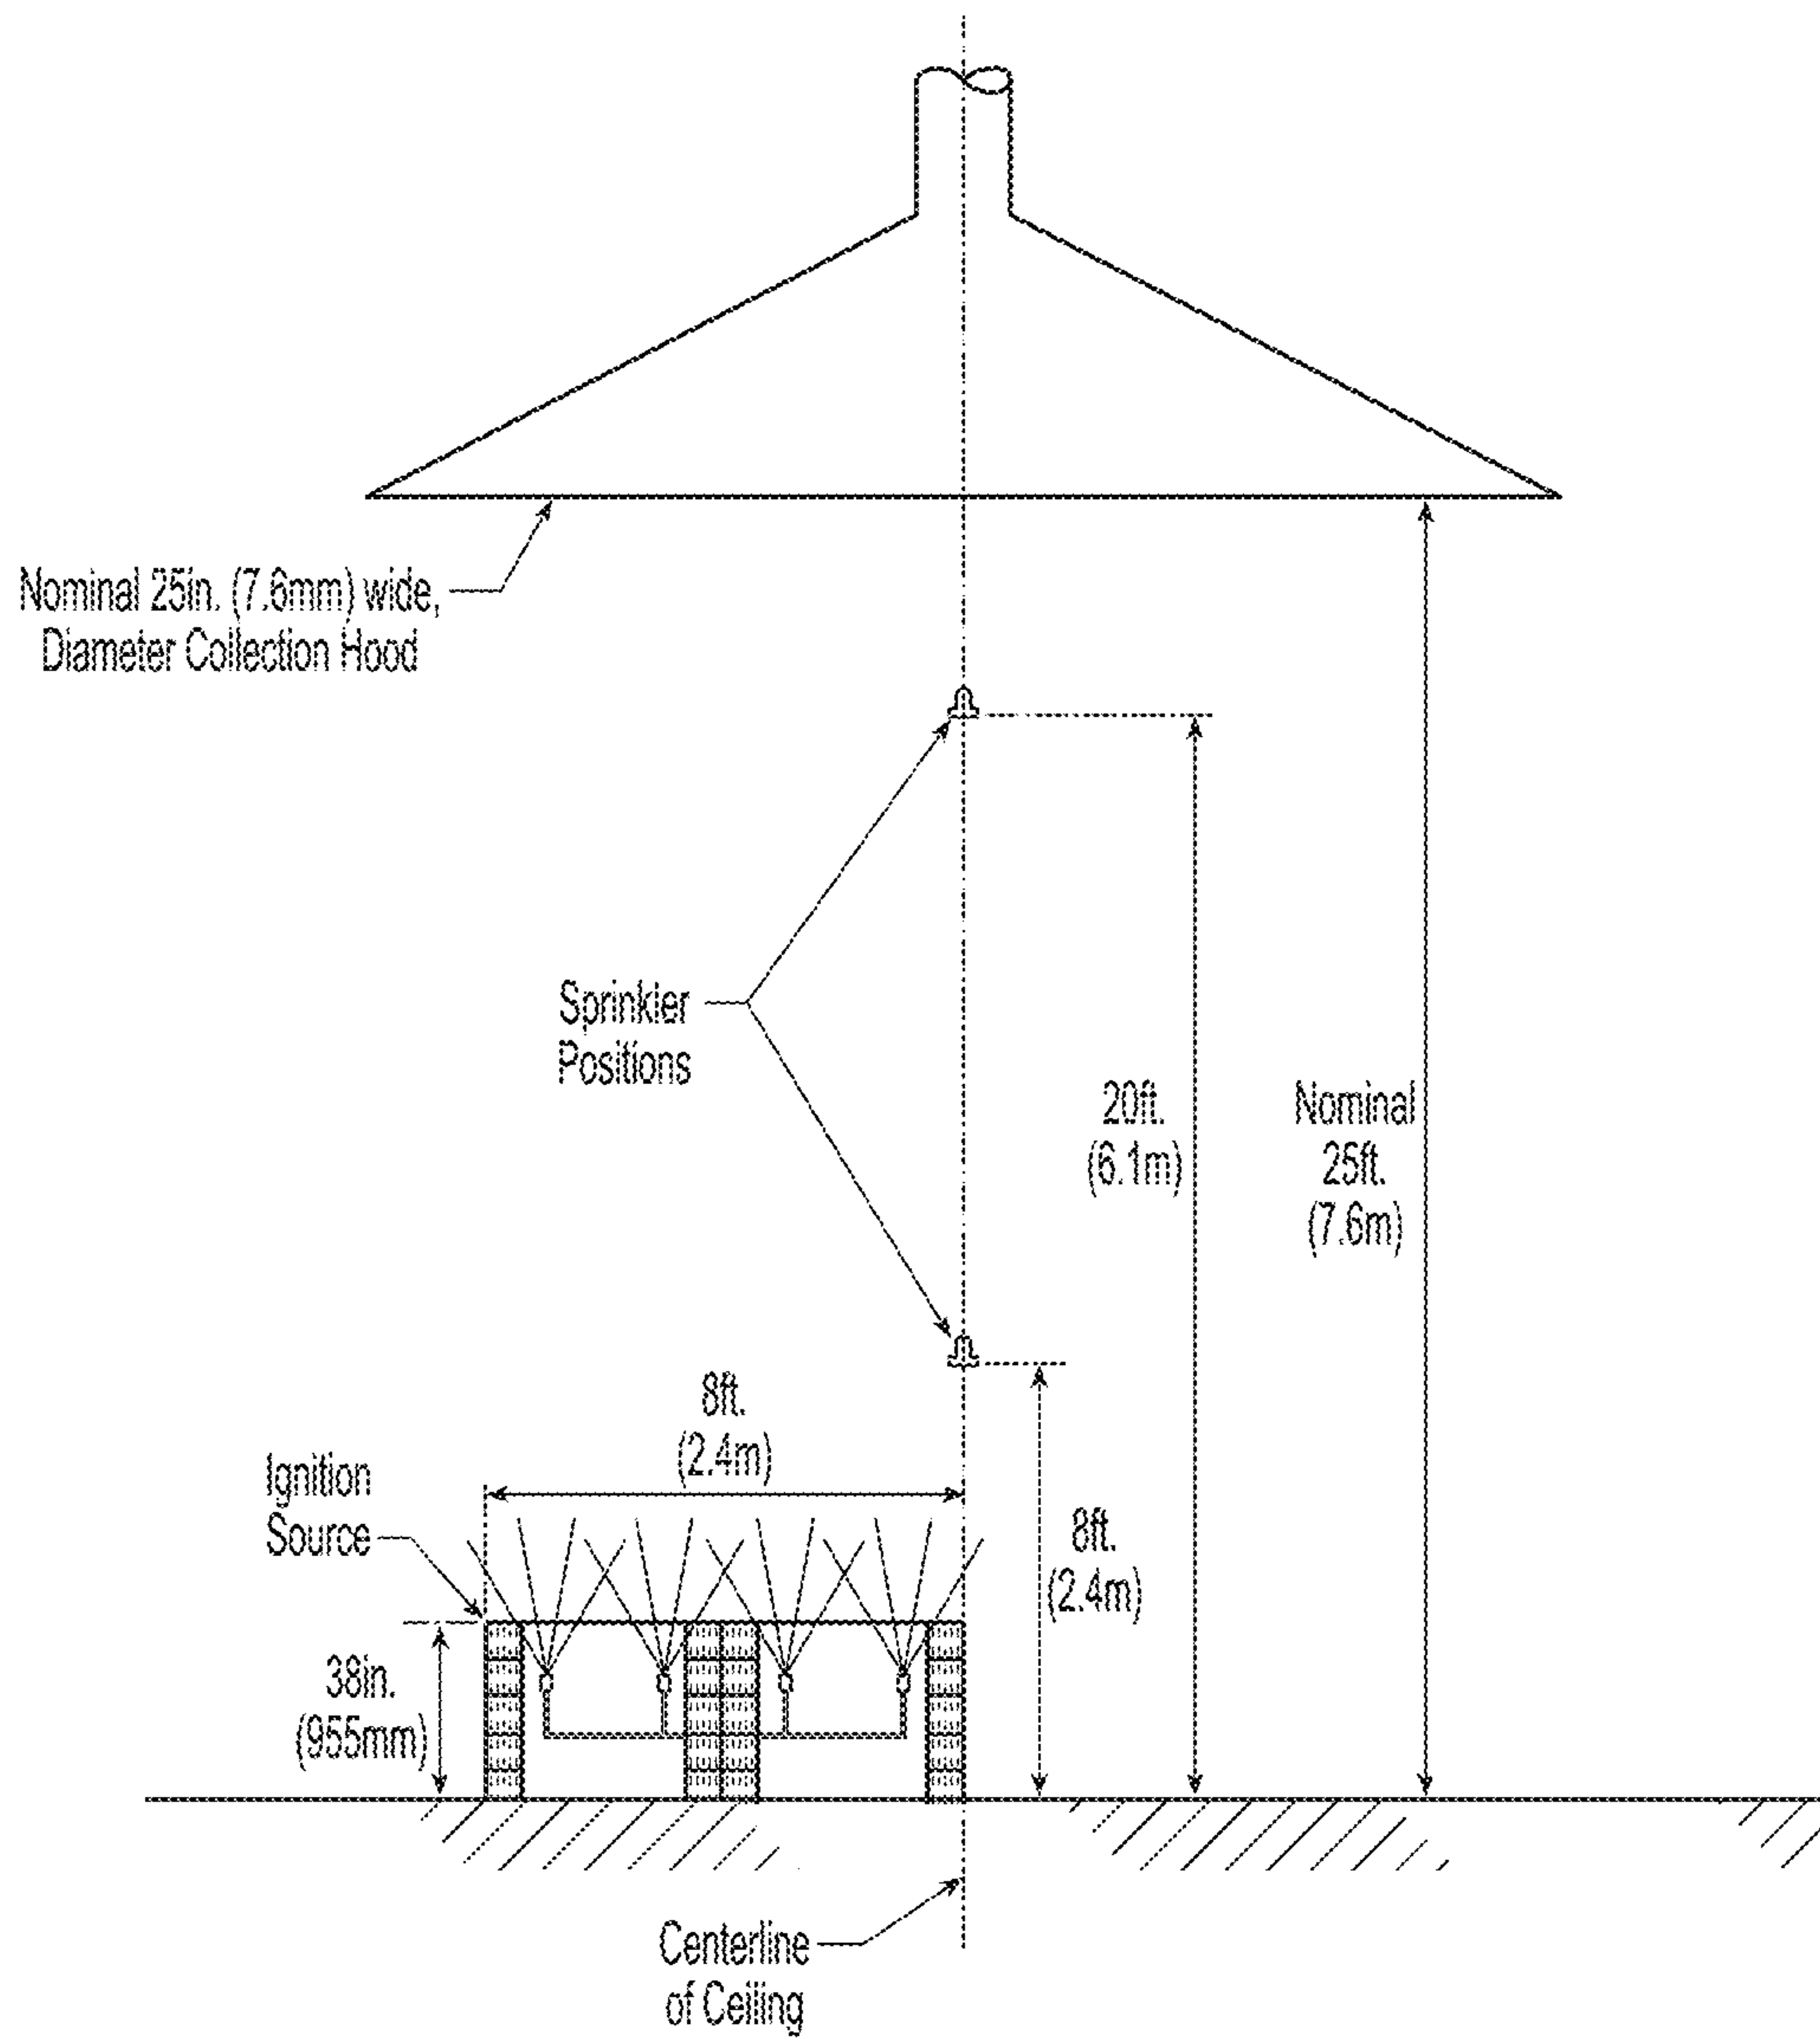 Nominal 25in. (7.6mm) wide,
Diameter Collection Hood
Sprinkler
Positions
20ft.
(6.1m)
Nominal
25ft.
(7.6m)
8ft.
(2.4m)
Ignition
Source
8ft.
(2.4m)
38in.
(955mm)
Centerline
of Ceiling